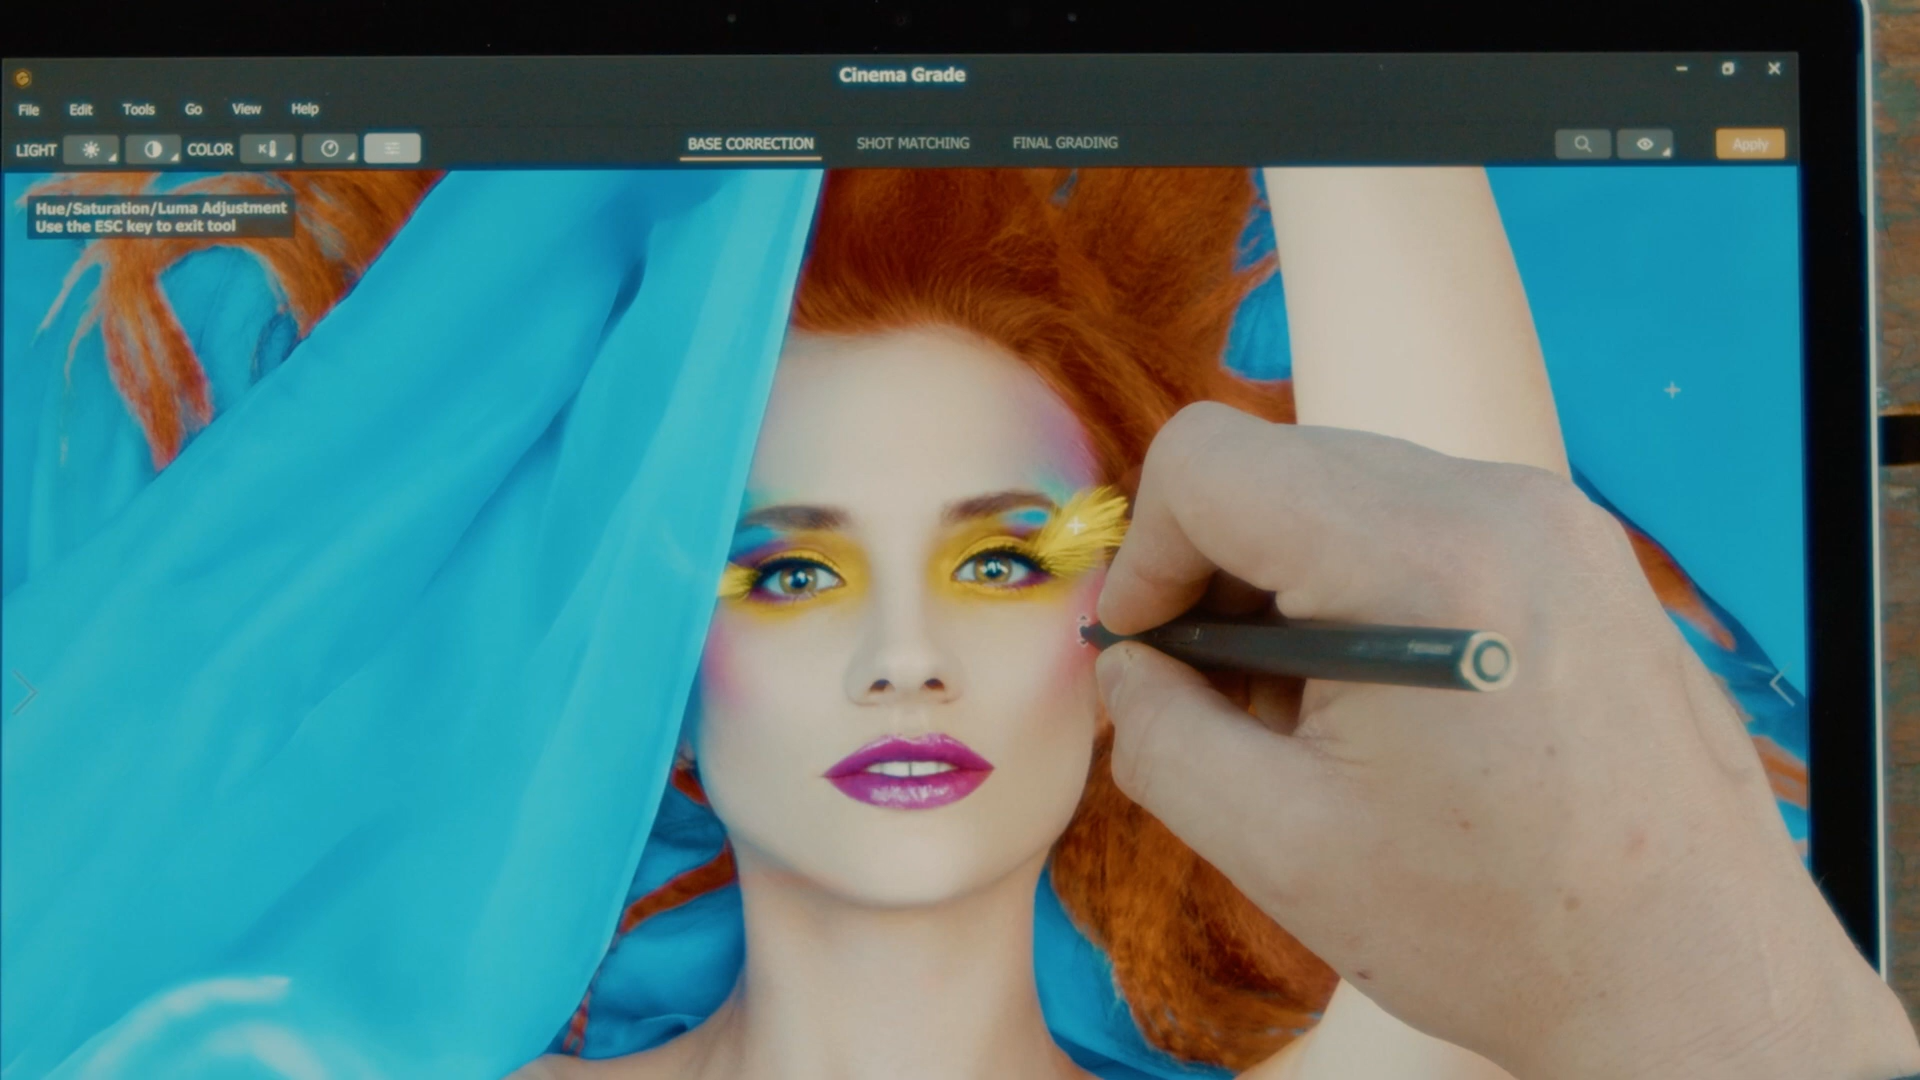 Cinema Grade
File Edit Tools Go View Help
LIGHT COLOR K BASE CORRECTION SHOT MATCHING FINAL GRADING Apply
Hue/Saturation/Luma Adjustment
Use the ESC key to exit tool